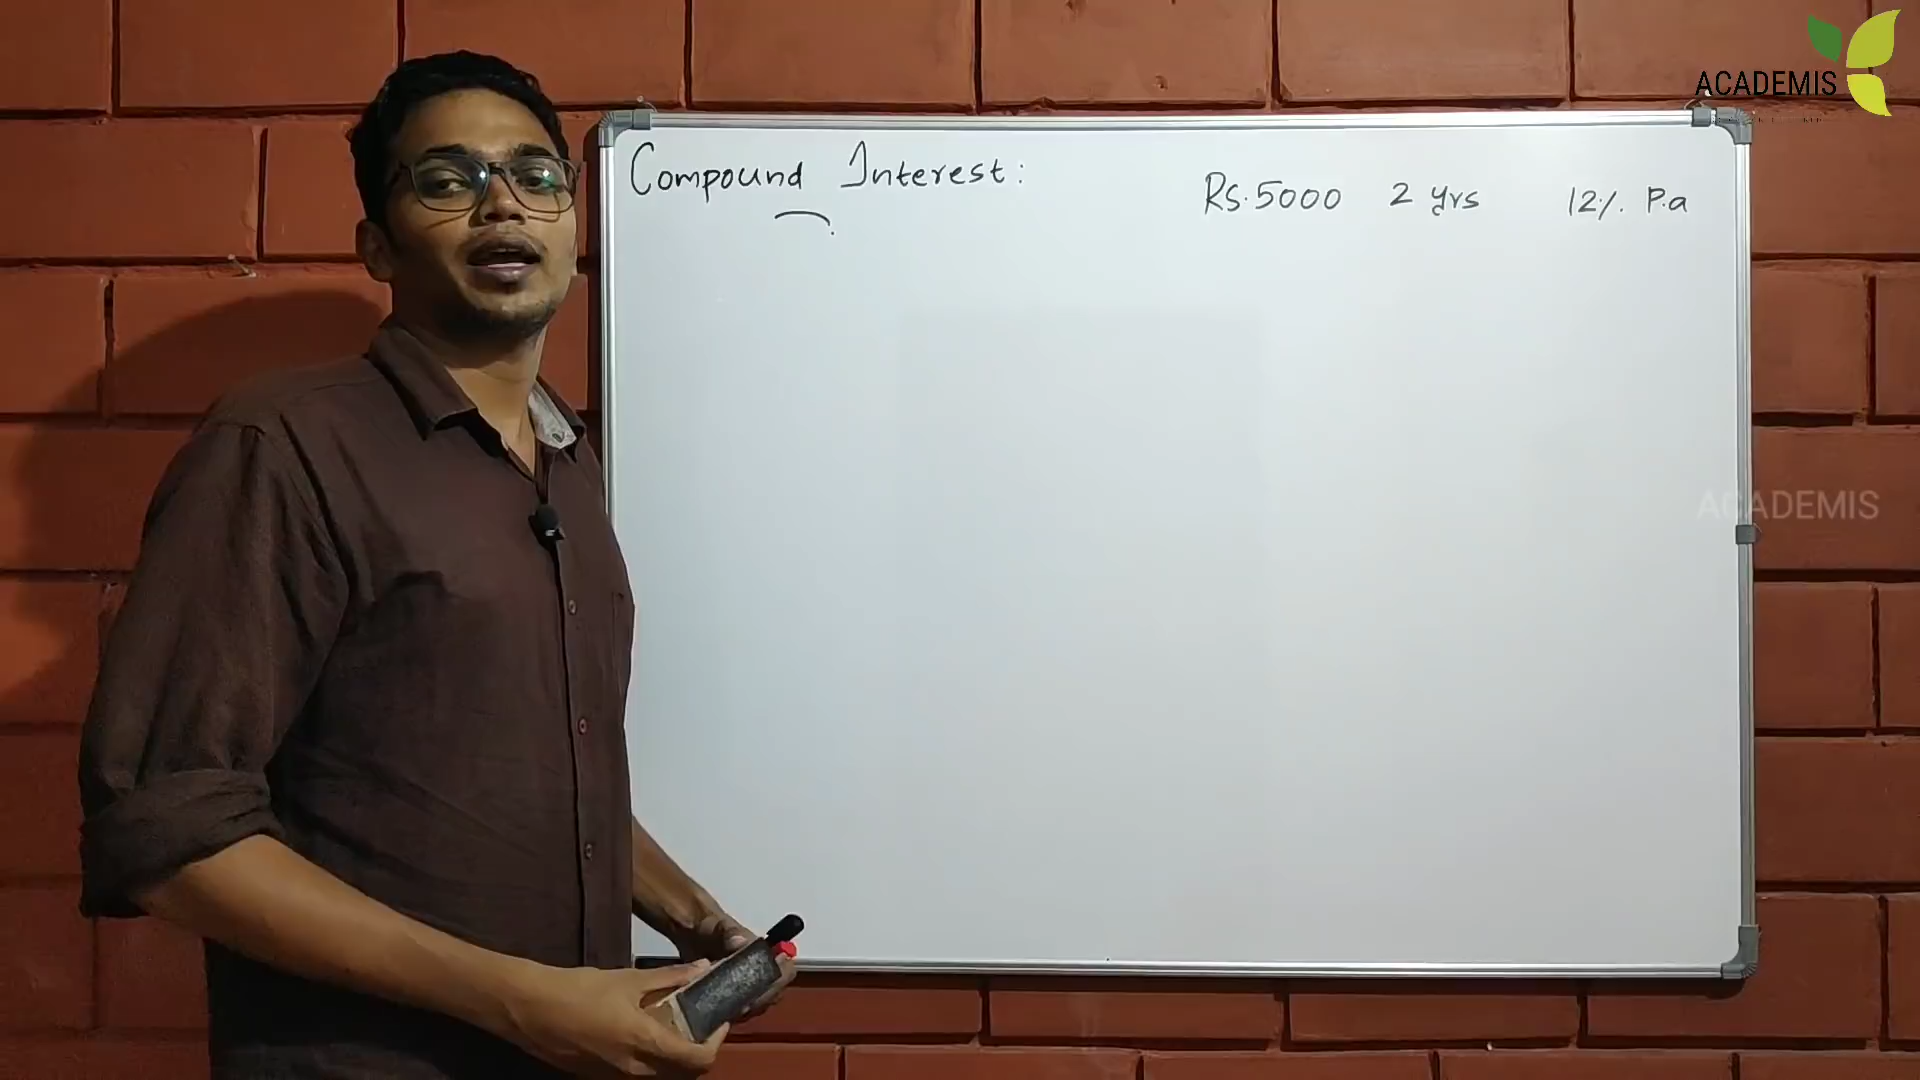 ACADEMIS
Compound Interest:
Rs.5000 2 yrs 12% P.a
ACADEMIS